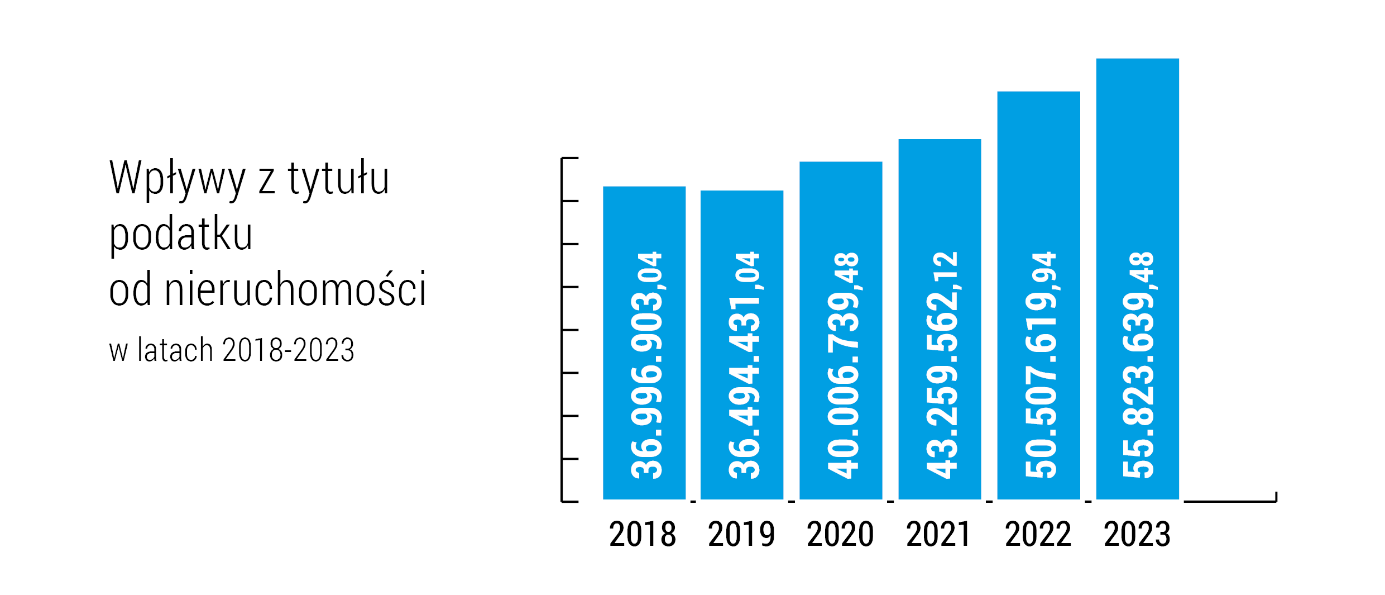 Wpływy z tytułu
podatku
od nieruchomości
w latach 2018-2023
36.996.903,04
36.494.431,04
40.006.739,48
43.259.562,12
50.507.619,94
55.823.639,48
2018 2019 2020 2021 2022 2023